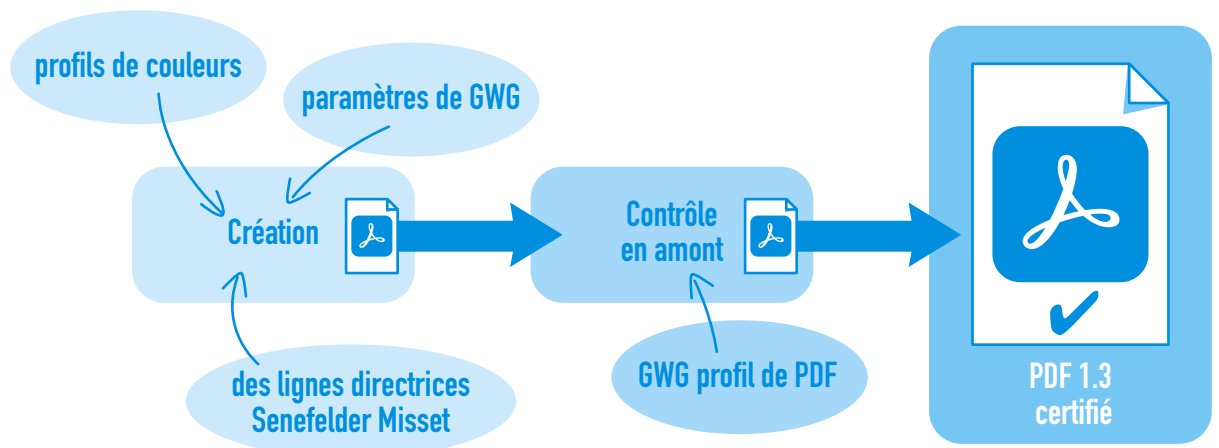 profils de couleurs
paramètres de GWG
Création
Contrôle
en amont
des lignes directrices
Senefelder Misset
GWG profil de PDF
PDF 1.3
certifié